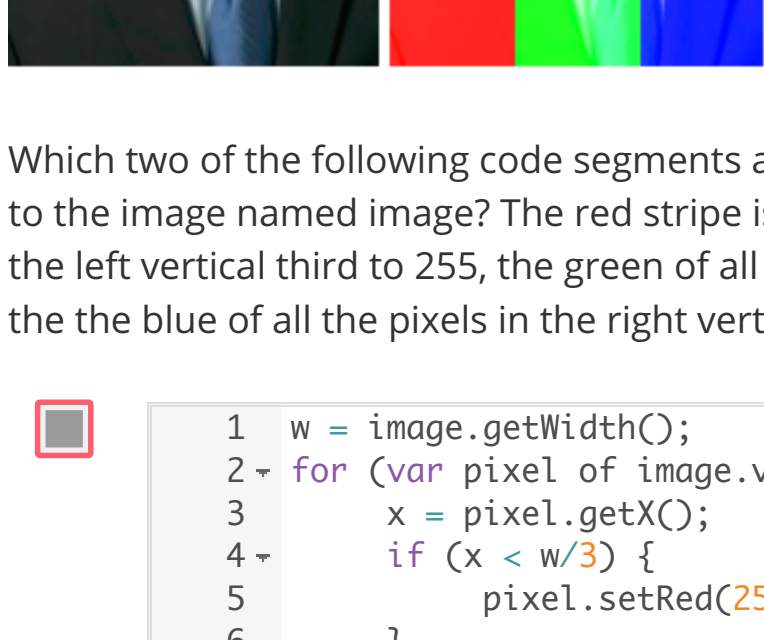 Which two of the following code segments
to the image named image? The red stripe
the left vertical third to 255, the green of all
the the blue of all the pixels in the right
1 w = image.getWidth();
2 for (var pixel of image.
3 x = pixel.getX();
4 if (x < w/3) {
5 pixel.setRed(
6 }